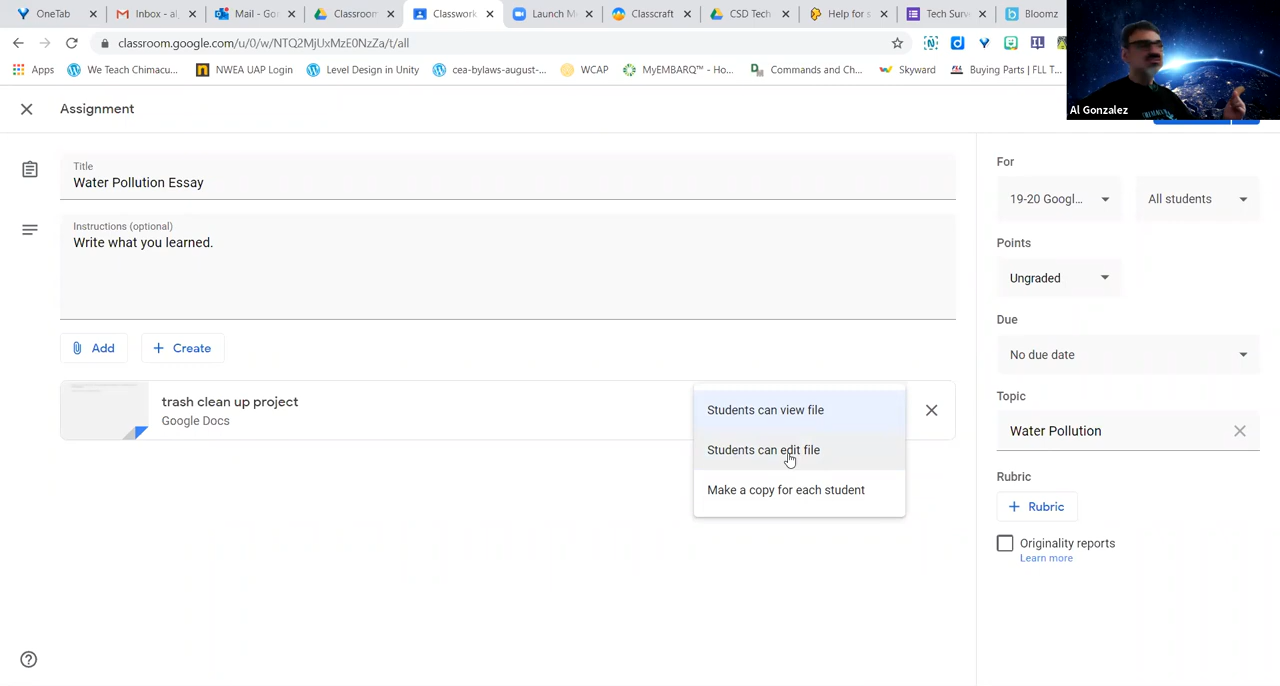 OneTab
Inbox - al
Mail - Go
Classroom
Classwork
Launch M
Classcraft
CSD Tech
Help for s
Tech Surv
Bloomz
classroom.google.com/u/0/w/NTQ2MjUxMzE0NzZa/t/all
Apps
We Teach Chimacu...
NWEA UAP Login
Level Design in Unity
cea-bylaws-august-...
WCAP
MyEMBARQ™ - Ho...
Commands and Ch...
Skyward
Buying Parts | FLL T...
Al Gonzalez
Assignment
Title
Water Pollution Essay
Instructions (optional)
Write what you learned.
Add
Create
trash clean up project
Google Docs
Students can view file
Students can edit file
Make a copy for each student
For
19-20 Googl...
All students
Points
Ungraded
Due
No due date
Topic
Water Pollution
Rubric
Rubric
Originality reports
Learn more